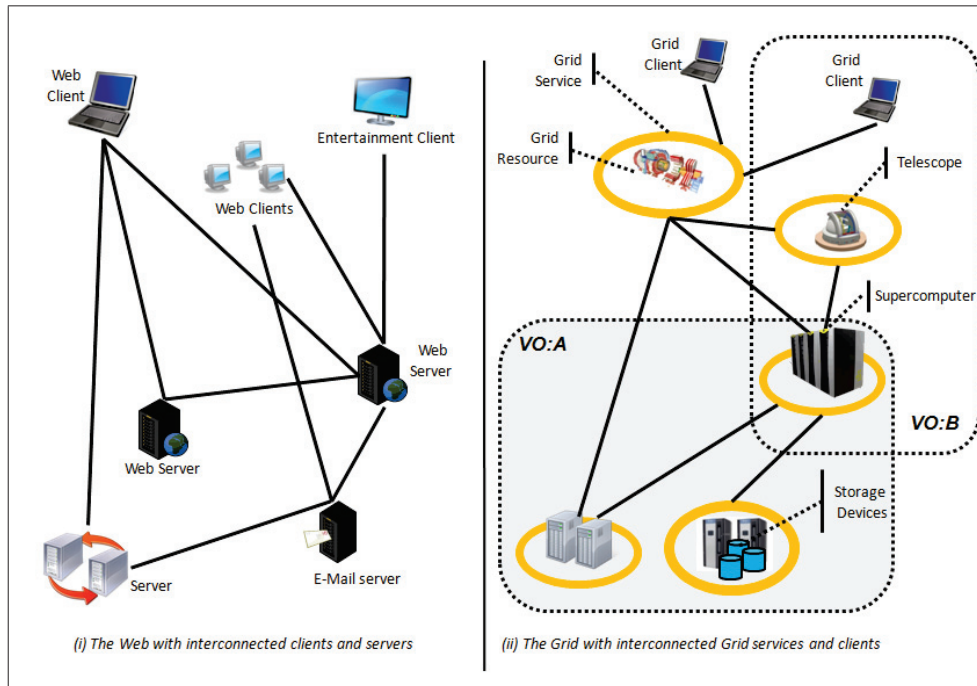 Web
Client
Entertainment Client
Web Clients
Web
Server
Web Server
Server
E-Mail server
(i) The Web with interconnected clients and servers
Grid
Service
Grid
Client
Grid
Client
Grid
Resource
Telescope
Supercomputer
VO:A
VO:B
Storage
Devices
(ii) The Grid with interconnected Grid services and clients